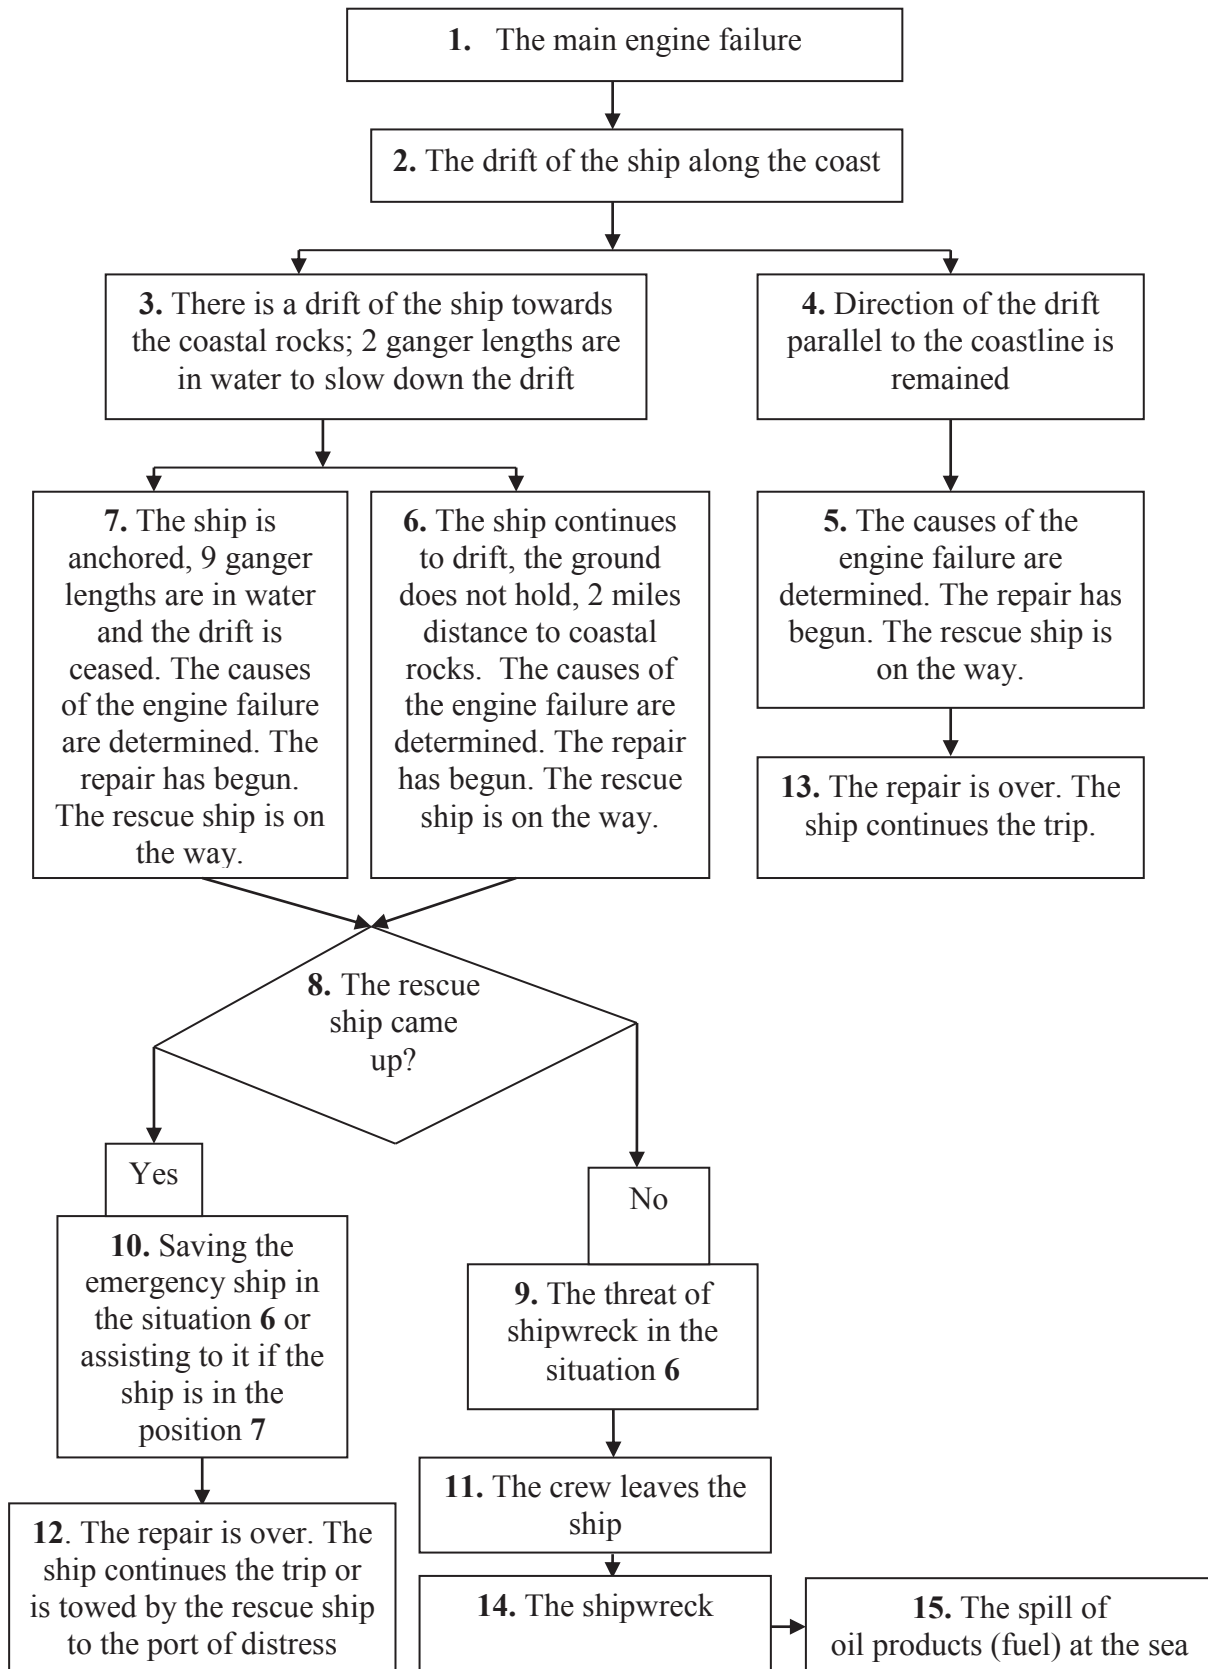 1. The main engine failure
2. The drift of the ship along the coast
3. There is a drift of the ship towards
the coastal rocks; 2 ganger lengths are
in water to slow down the drift
4. Direction of the drift
parallel to the coastline is
remained
7. The ship is
anchored, 9 ganger
lengths are in water
and the drift is
ceased. The causes
of the engine failure
are determined. The
repair has begun.
The rescue ship is on
the way.
6. The ship continues
to drift, the ground
does not hold, 2 miles
distance to coastal
rocks. The causes of
the engine failure are
determined. The repair
has begun. The rescue
ship is on the way.
5. The causes of the
engine failure are
determined. The repair has
begun. The rescue ship is
on the way.
13. The repair is over. The
ship continues the trip.
8. The rescue
ship came
up?
Yes
No
10. Saving the
emergency ship in
the situation 6 or
assisting to it if the
ship is in the
position 7
9. The threat of
shipwreck in the
situation 6
11. The crew leaves the
ship
12. The repair is over. The
ship continues the trip or
is towed by the rescue ship
to the port of distress
14. The shipwreck
15. The spill of
oil products (fuel) at the sea